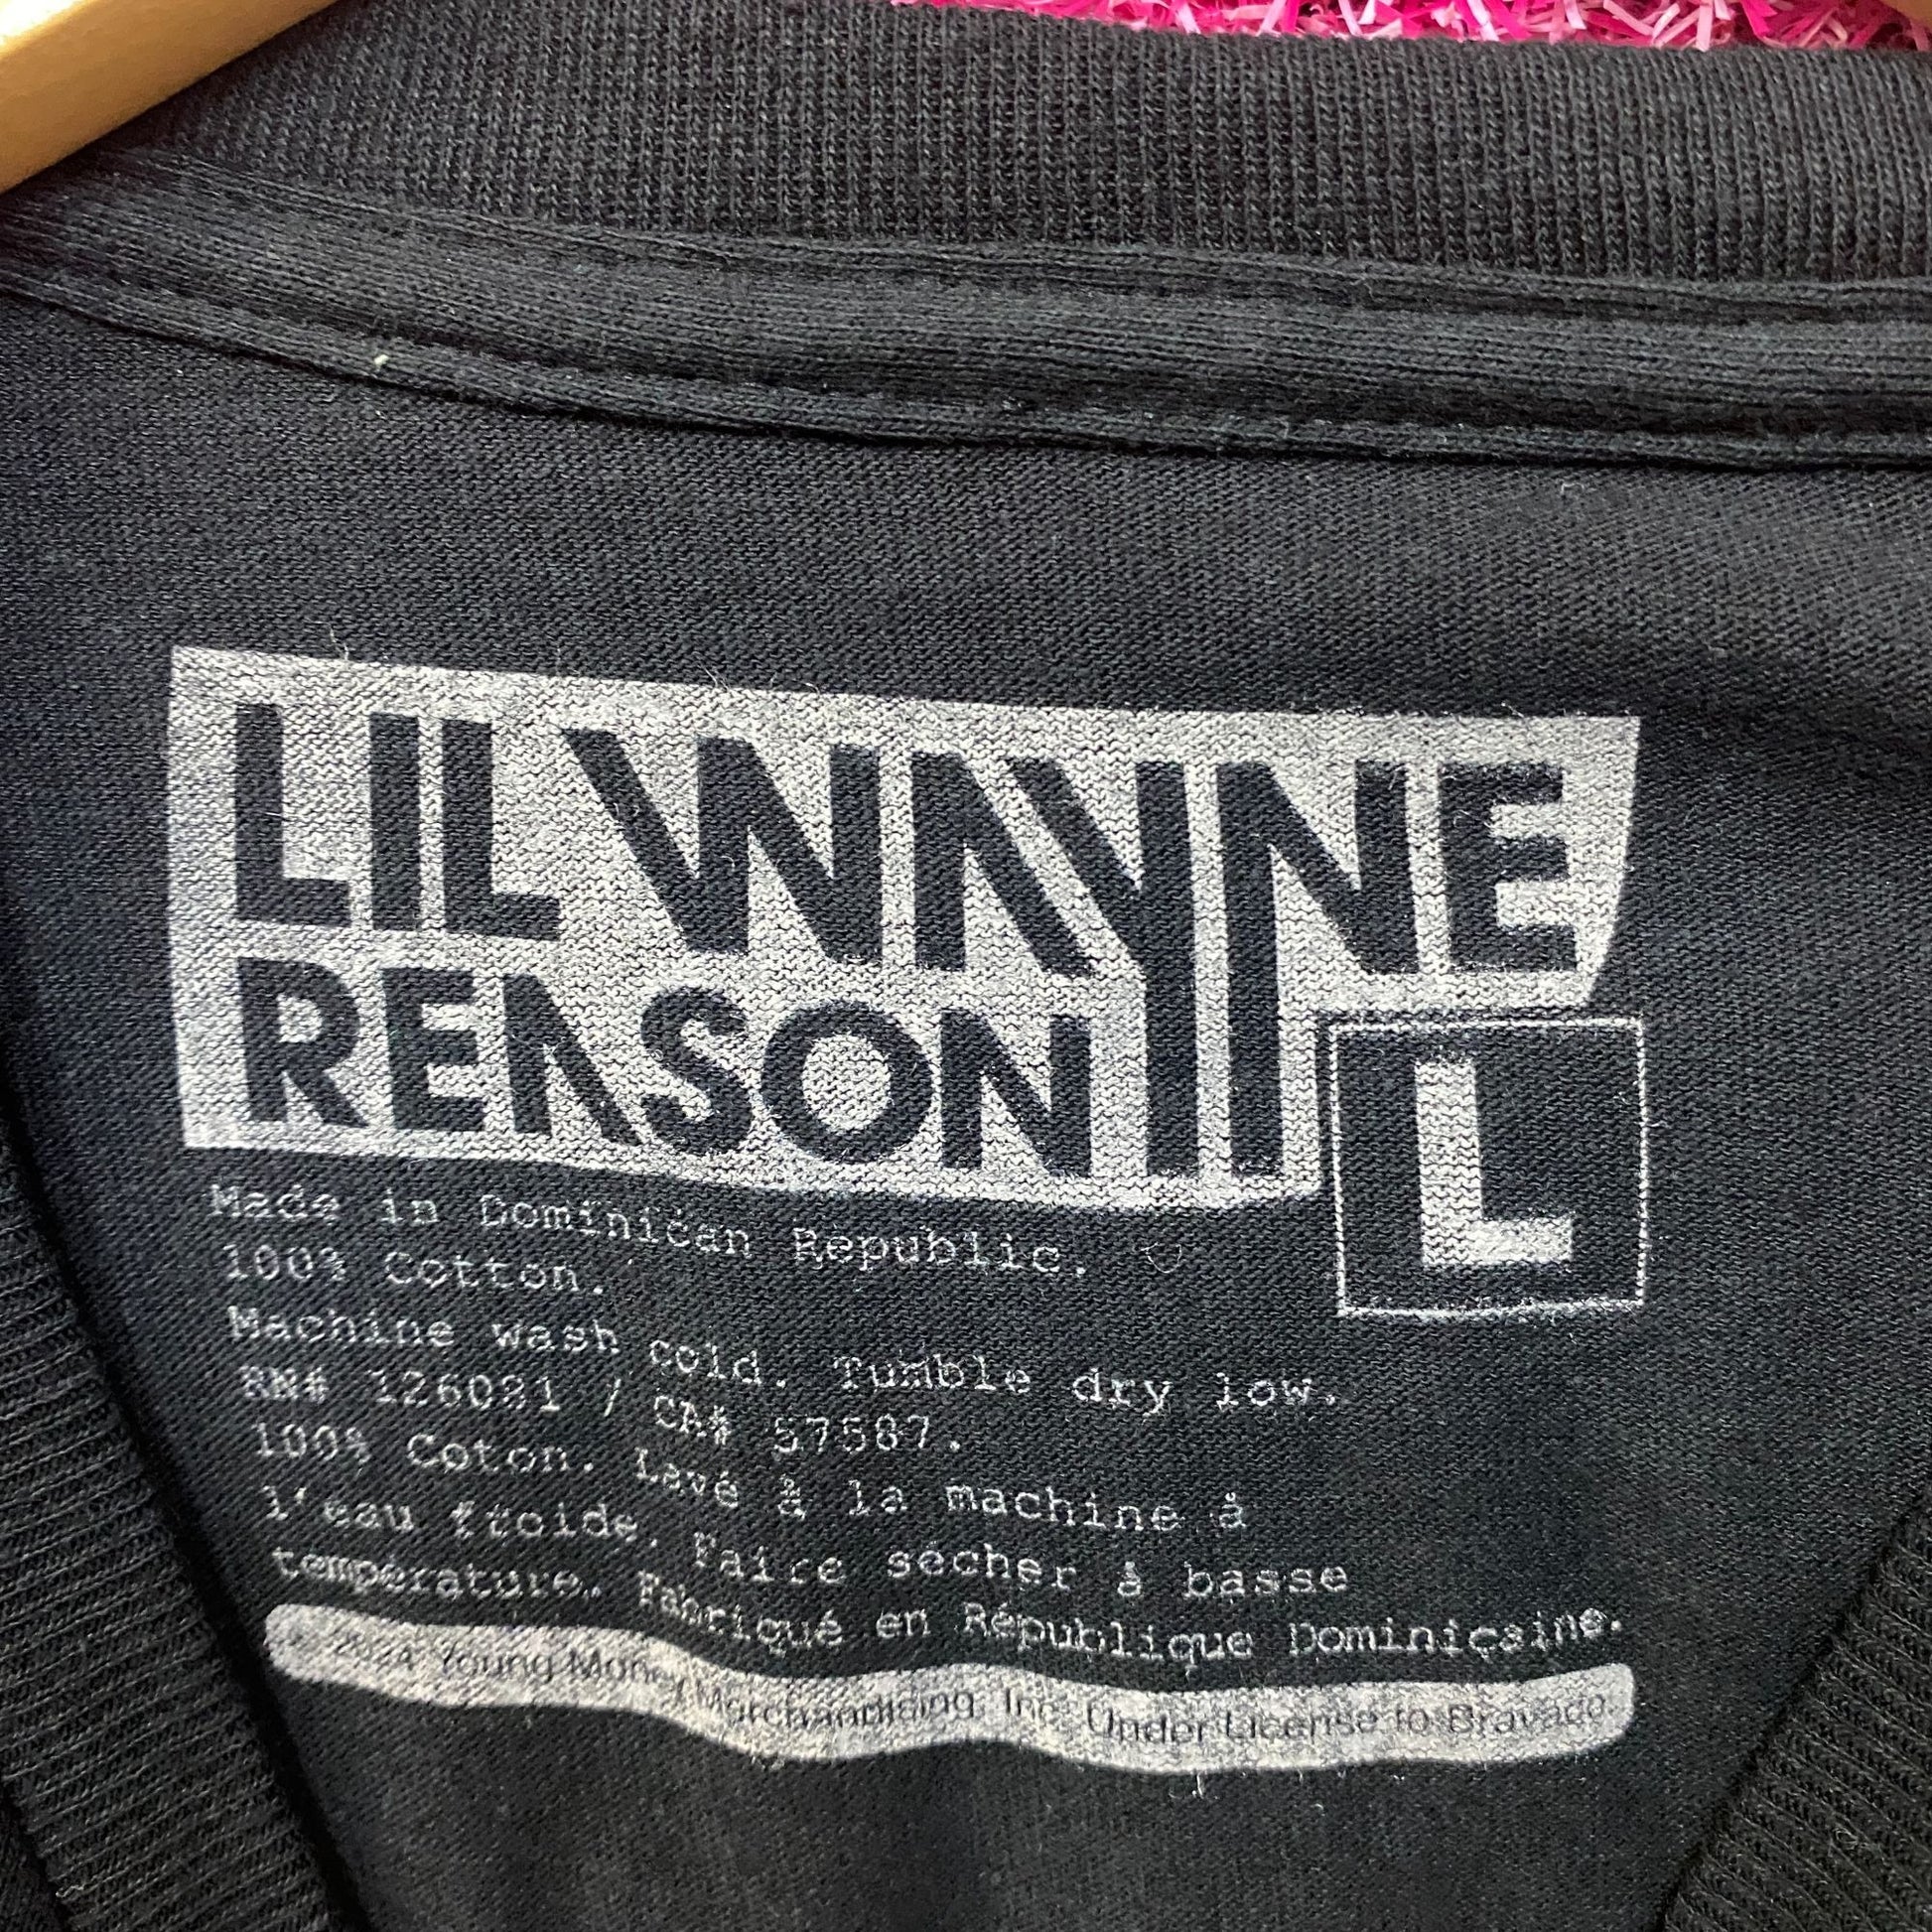 LIL WAYNE
REASON
L
Made in Dominican Republic.
100% Cotton.
Machine wash cold. Tumble dry low.
RN# 126081 / CA# 57587.
100% Coton. Lavé à la machine à
l'eau froide. Faire sécher à basse
température. Fabriqué en République Dominicaine.
© 2024 Young Money Merchandising, Inc. Under License to Bravado.